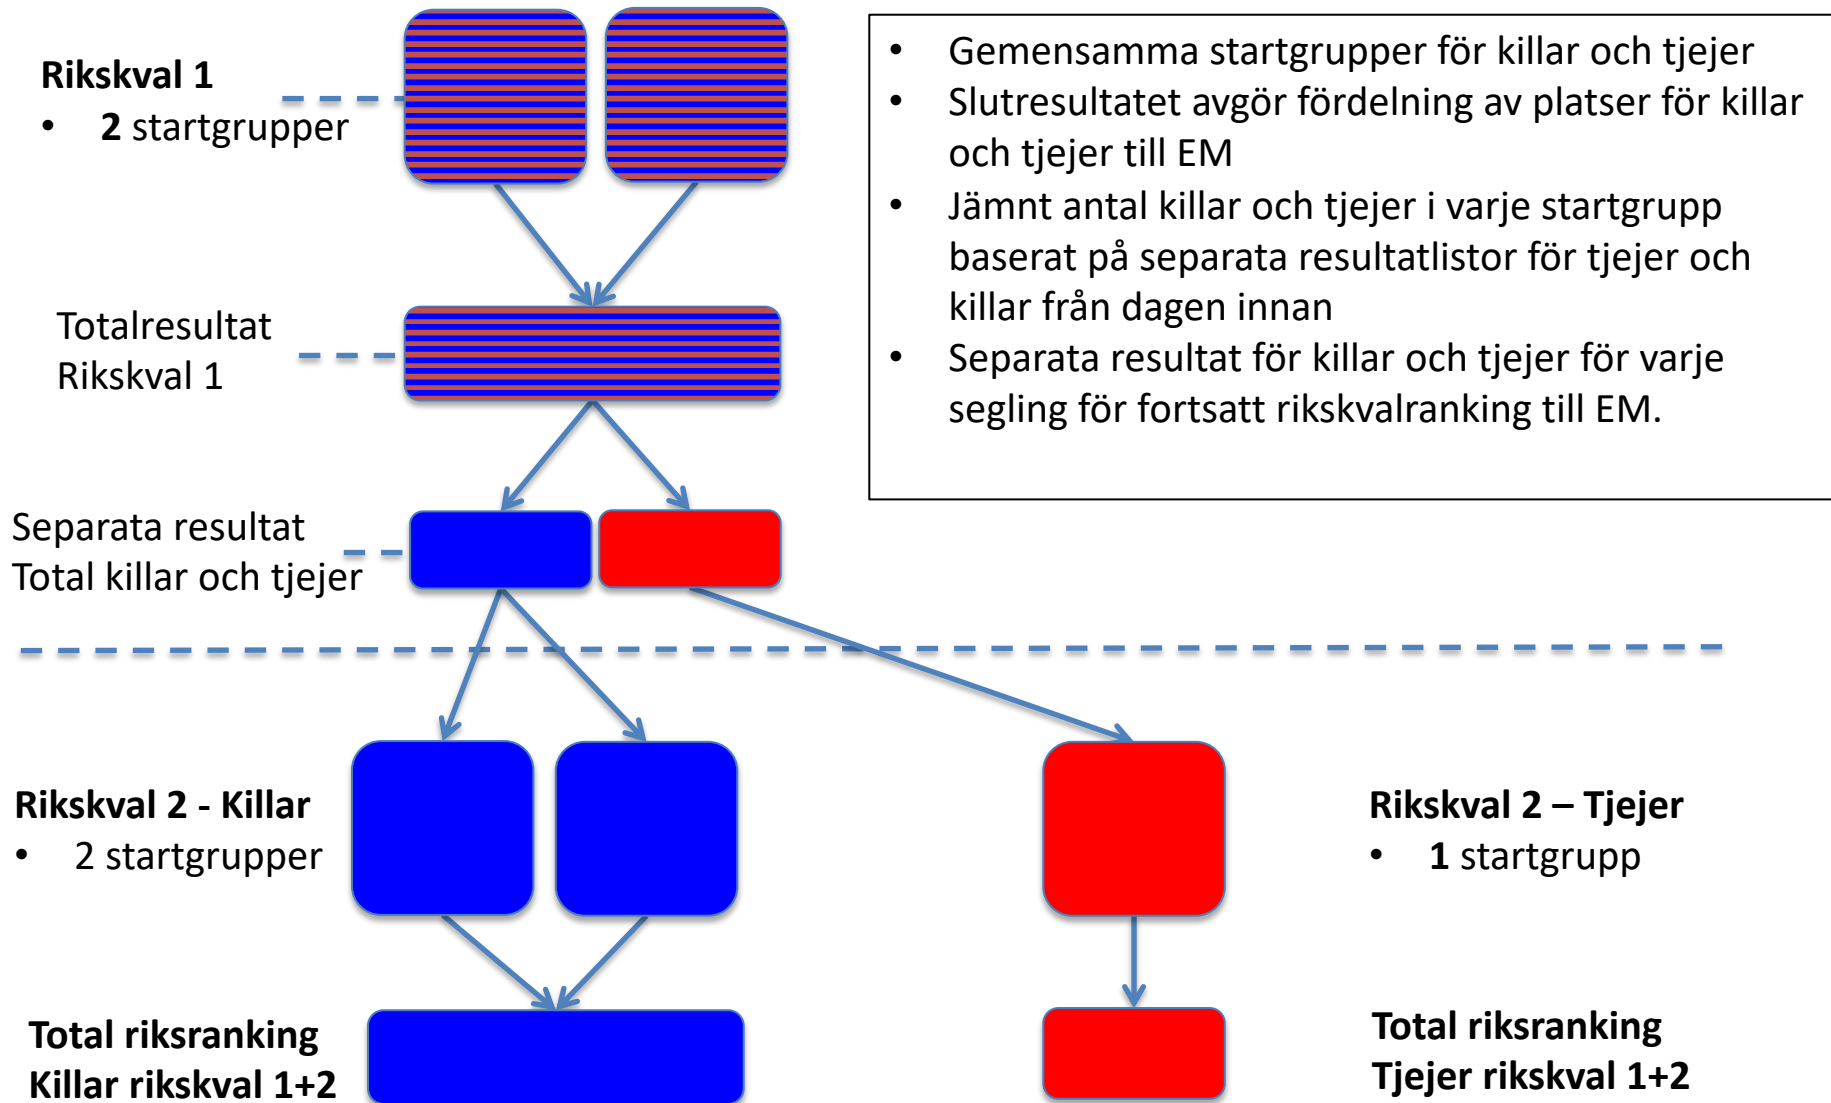 Rikskval 1
• 2 startgrupper
• Gemensamma startgrupper för killar och tjejer
• Slutresultatet avgör fördelning av platser för killar
och tjejer till EM
• Jämnt antal killar och tjejer i varje startgrupp
baserat på separata resultatlistor för tjejer och
killar från dagen innan
• Separata resultat för killar och tjejer för varje
segling för fortsatt rikskvalranking till EM.
Totalresultat
Rikskval 1
Separata resultat
Total killar och tjejer
Rikskval 2 - Killar
• 2 startgrupper
Rikskval 2 – Tjejer
• 1 startgrupp
Total riksranking
Killar rikskval 1+2
Total riksranking
Tjejer rikskval 1+2